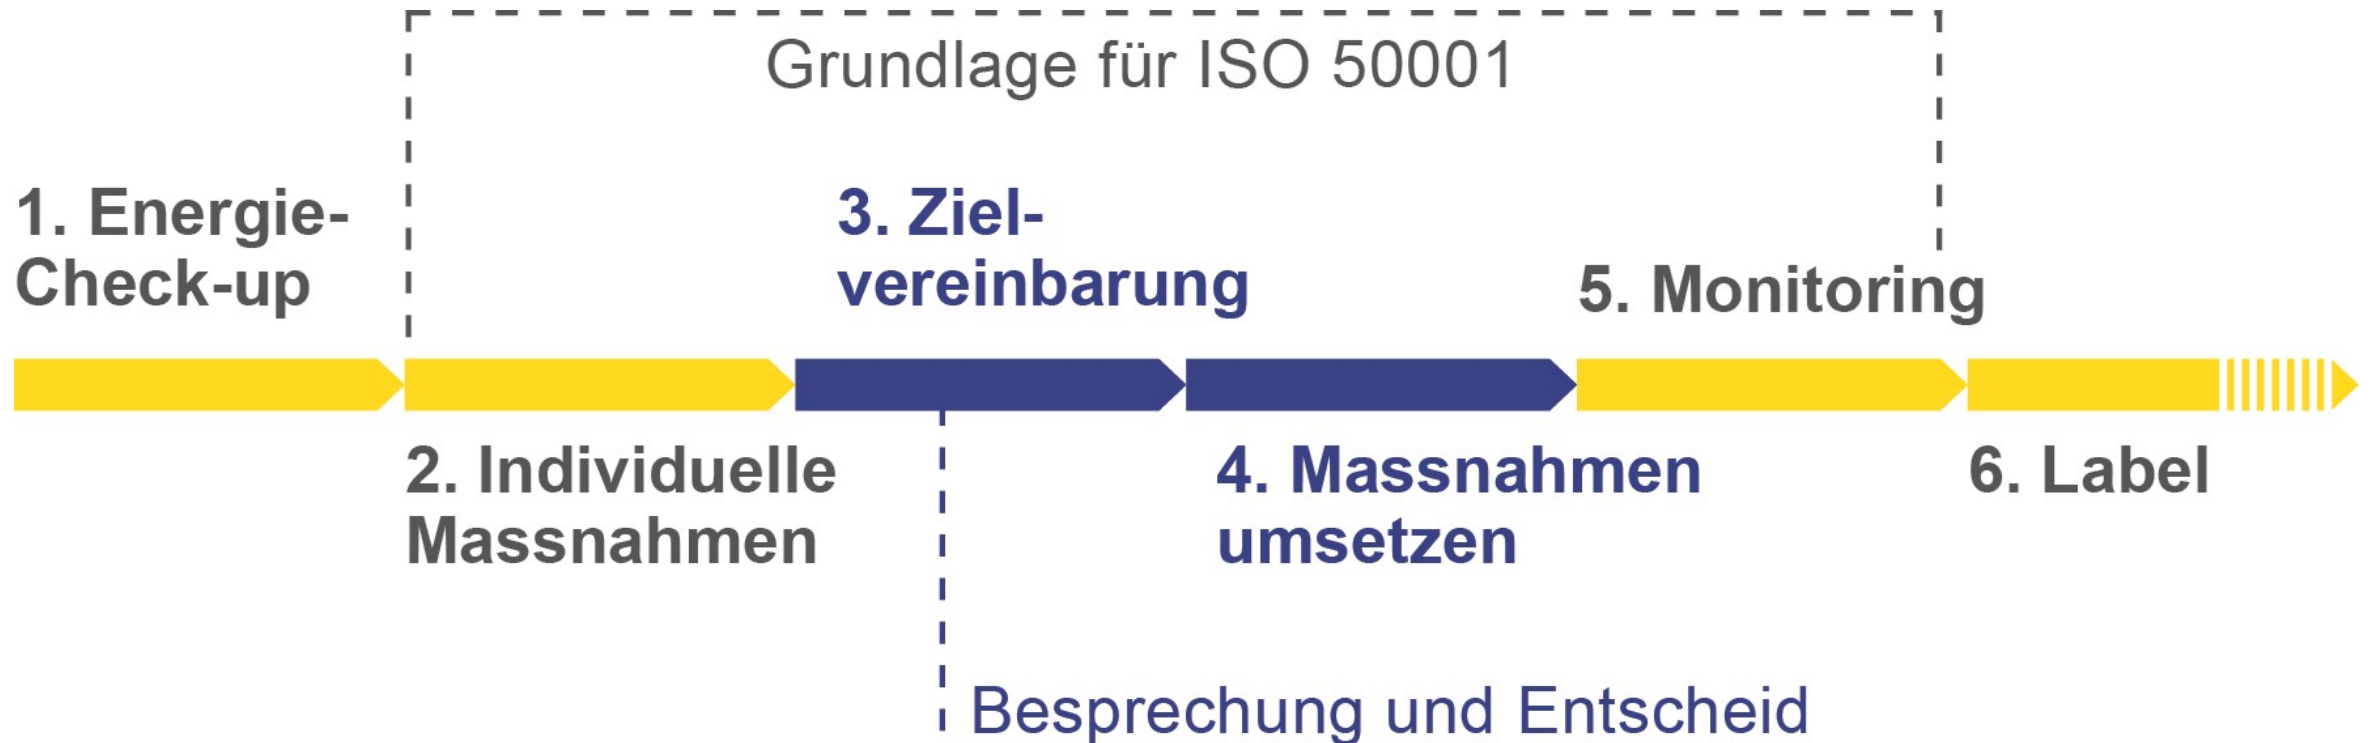 Grundlage für ISO 50001
1. Energie-
Check-up
3. Ziel-
vereinbarung
5. Monitoring
2. Individuelle
Massnahmen
4. Massnahmen
umsetzen
6. Label
Besprechung und Entscheid